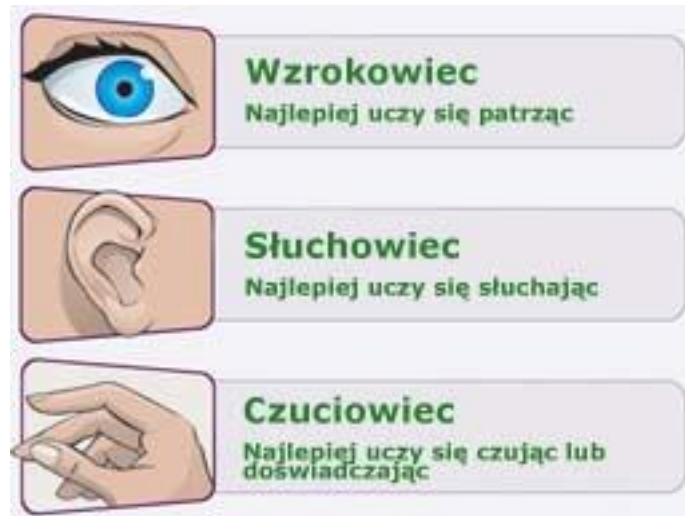 Wzrokowiec
Najlepiej uczy się patrząc
Słuchowiec
Najlepiej uczy się słuchając
Czuciowiec
Najlepiej uczy się czując lub
doświadczając